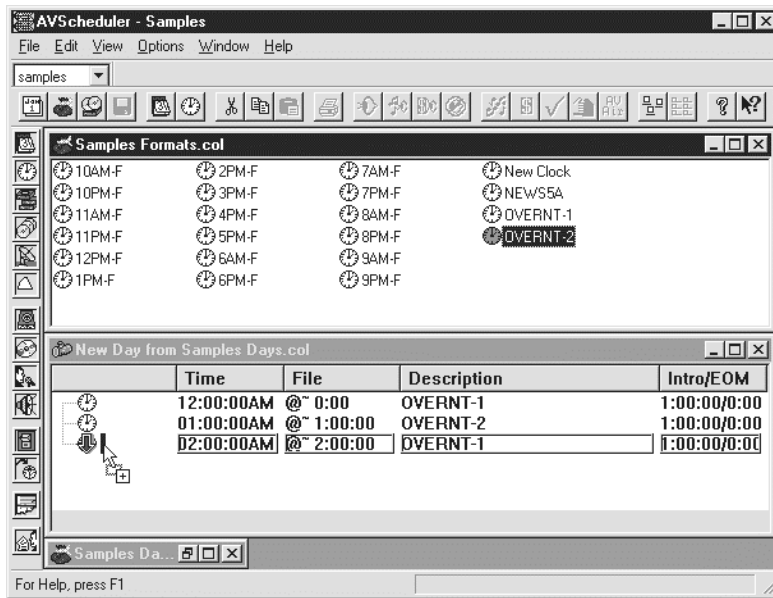 AVScheduler - Samples
File Edit View Options Window Help
samples
Samples Formats.col
10AM-F 2PM-F 7AM-F New Clock
10PM-F 3PM-F 7PM-F NEWS5A
11AM-F 4PM-F 8AM-F OVERNT-1
11PM-F 5PM-F 8PM-F OVERNT-2
12PM-F 6AM-F 9AM-F
1PM-F 6PM-F 9PM-F
New Day from Samples Days.col
Time File Description Intro/EOM
12:00:00AM @~ 0:00 OVERNT-1 1:00:00/0:00
01:00:00AM @~ 1:00:00 OVERNT-2 1:00:00/0:00
02:00:00AM @~ 2:00:00 OVERNT-1 1:00:00/0:00
Samples Da...
For Help, press F1